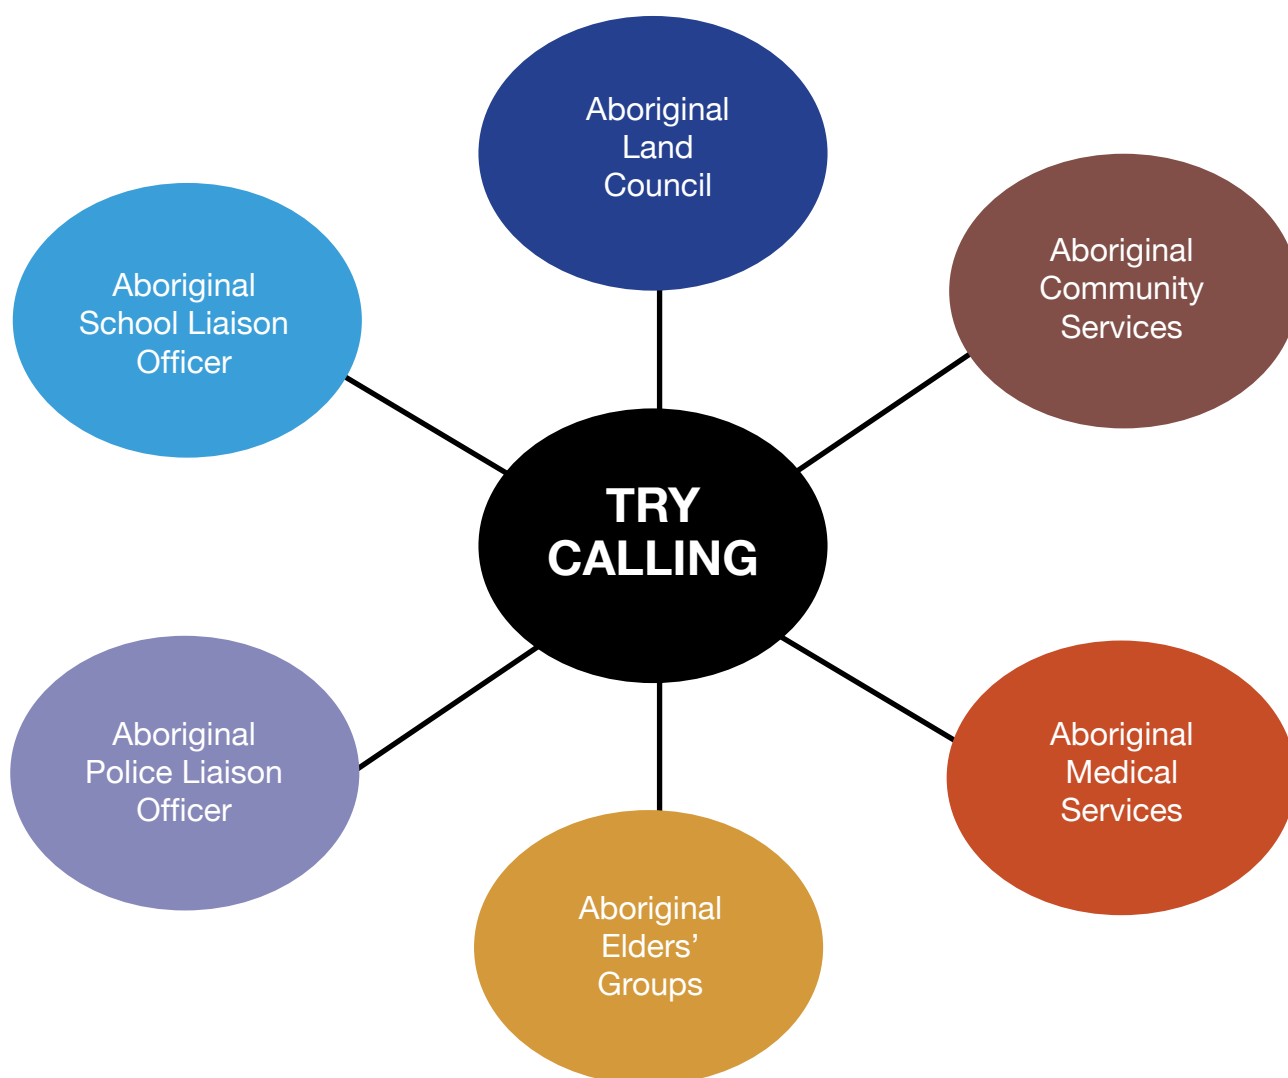 Aboriginal
Land
Council
Aboriginal
Community
Services
Aboriginal
School Liaison
Officer
TRY
CALLING
Aboriginal
Police Liaison
Officer
Aboriginal
Medical
Services
Aboriginal
Elders’
Groups